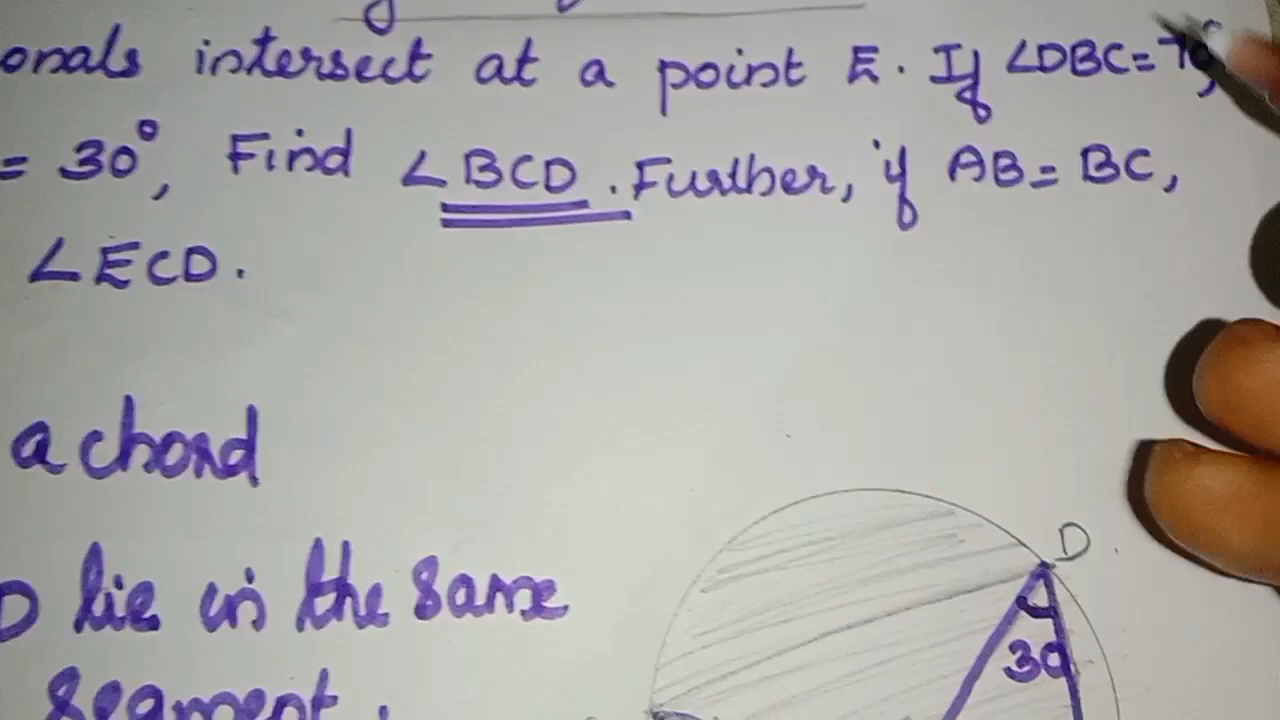 onals intersect at a point E. If ∠DBC=70°,
= 30°, Find ∠BCD. Further, if AB=BC,
∠ECD.
a chord
D lie in the same
segment.
D.
30